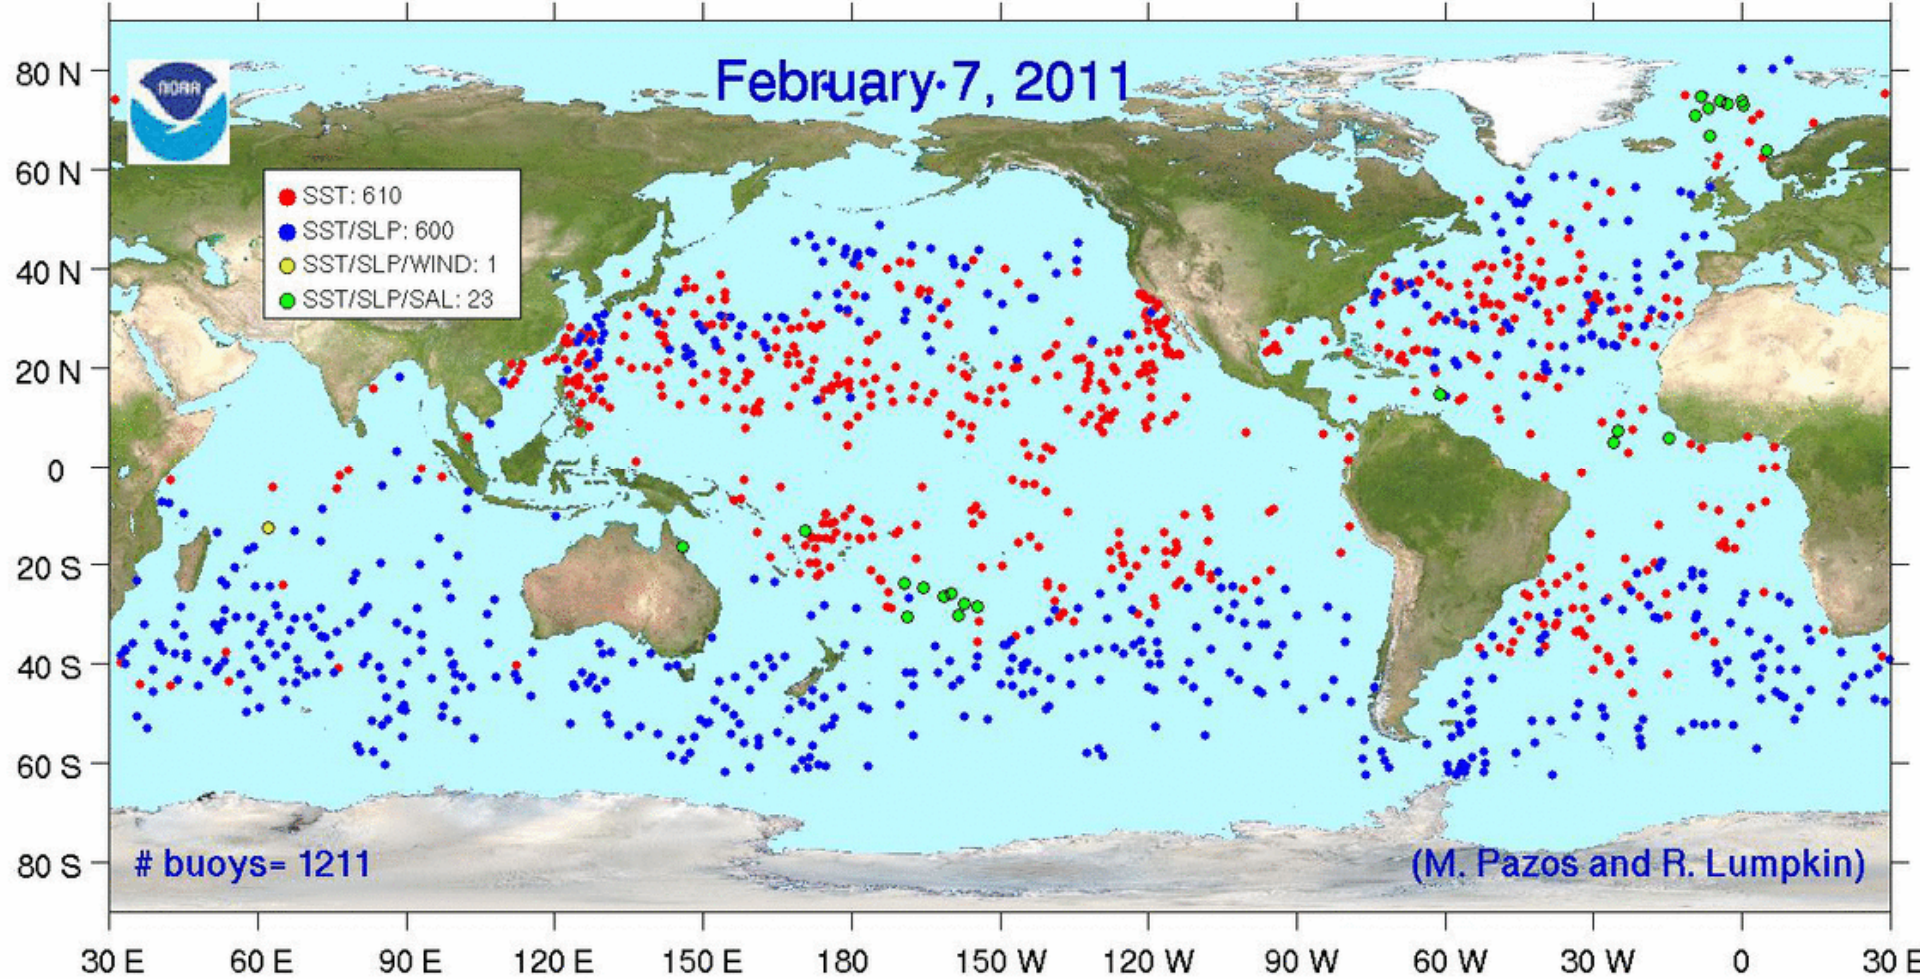 February 7, 2011
NOAA
SST: 610
SST/SLP: 600
SST/SLP/WIND: 1
SST/SLP/SAL: 23
80 N
60 N
40 N
20 N
0
20 S
40 S
60 S
80 S
# buoys= 1211
(M. Pazos and R. Lumpkin)
30 E 60 E 90 E 120 E 150 E 180 150 W 120 W 90 W 60 W 30 W 0 30 E